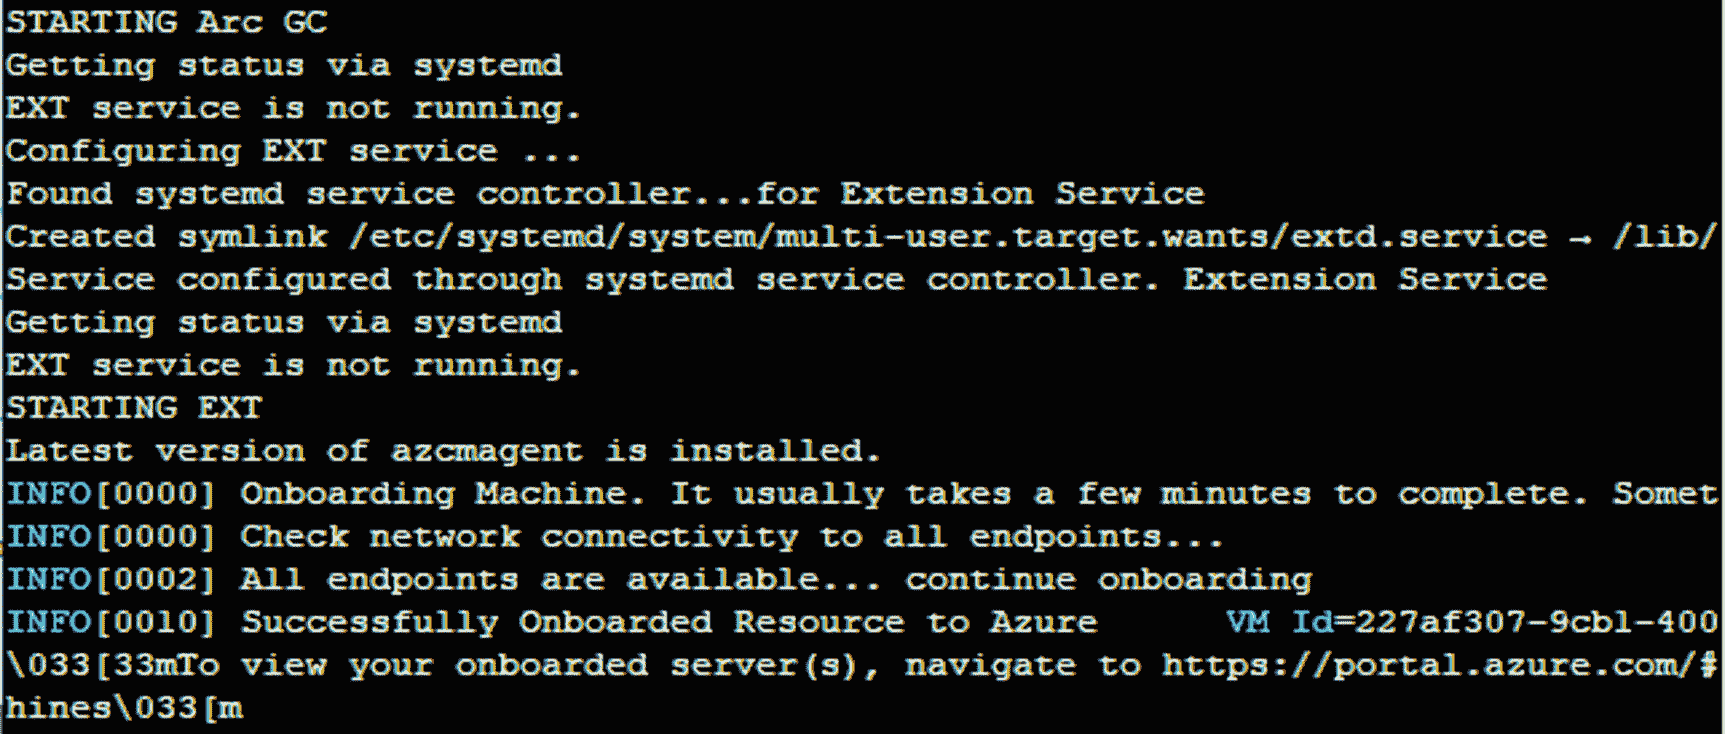 STARTING Arc GC
Getting status via systemd
EXT service is not running.
Configuring EXT service ...
Found systemd service controller...for Extension Service
Created symlink /etc/systemd/system/multi-user.target.wants/extd.service → /lib/
Service configured through systemd service controller. Extension Service
Getting status via systemd
EXT service is not running.
STARTING EXT
Latest version of azcmagent is installed.
INFO[0000] Onboarding Machine. It usually takes a few minutes to complete. Somet
INFO[0000] Check network connectivity to all endpoints...
INFO[0002] All endpoints are available... continue onboarding
INFO[0010] Successfully Onboarded Resource to Azure      VM Id=227af307-9cb1-400
\033[33mTo view your onboarded server(s), navigate to https://portal.azure.com/#
hines\033[m